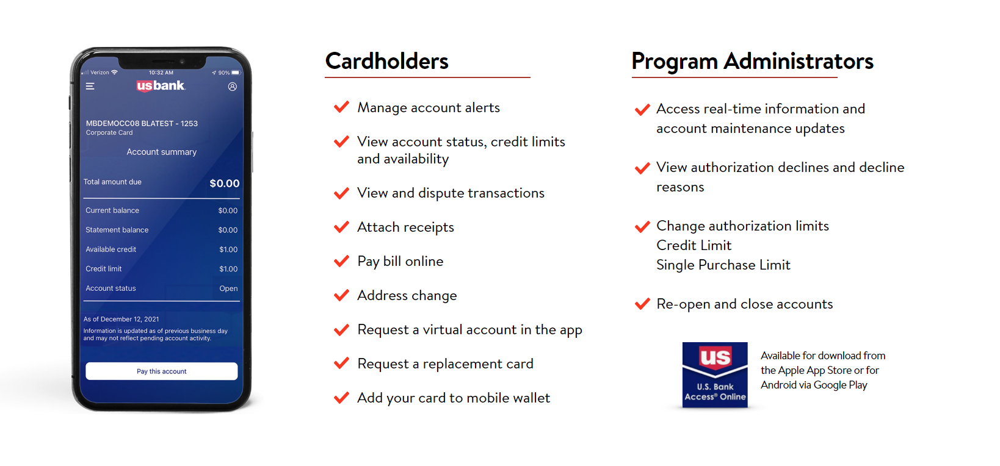 Verizon 10:32 AM 90%
usbank
MBDEMOCC08 BLATEST - 1253
Corporate Card
Account summary
Total amount due $0.00
Current balance $0.00
Statement balance $0.00
Available credit $1.00
Credit limit $1.00
Account status Open
As of December 12, 2021
Information is updated as of previous business day
and may not reflect pending account activity.
Pay this account
Cardholders
Manage account alerts
View account status, credit limits
and availability
View and dispute transactions
Attach receipts
Pay bill online
Address change
Request a virtual account in the app
Request a replacement card
Add your card to mobile wallet
Program Administrators
Access real-time information and
account maintenance updates
View authorization declines and decline
reasons
Change authorization limits
Credit Limit
Single Purchase Limit
Re-open and close accounts
us
U.S. Bank
Access® Online
Available for download from
the Apple App Store or for
Android via Google Play